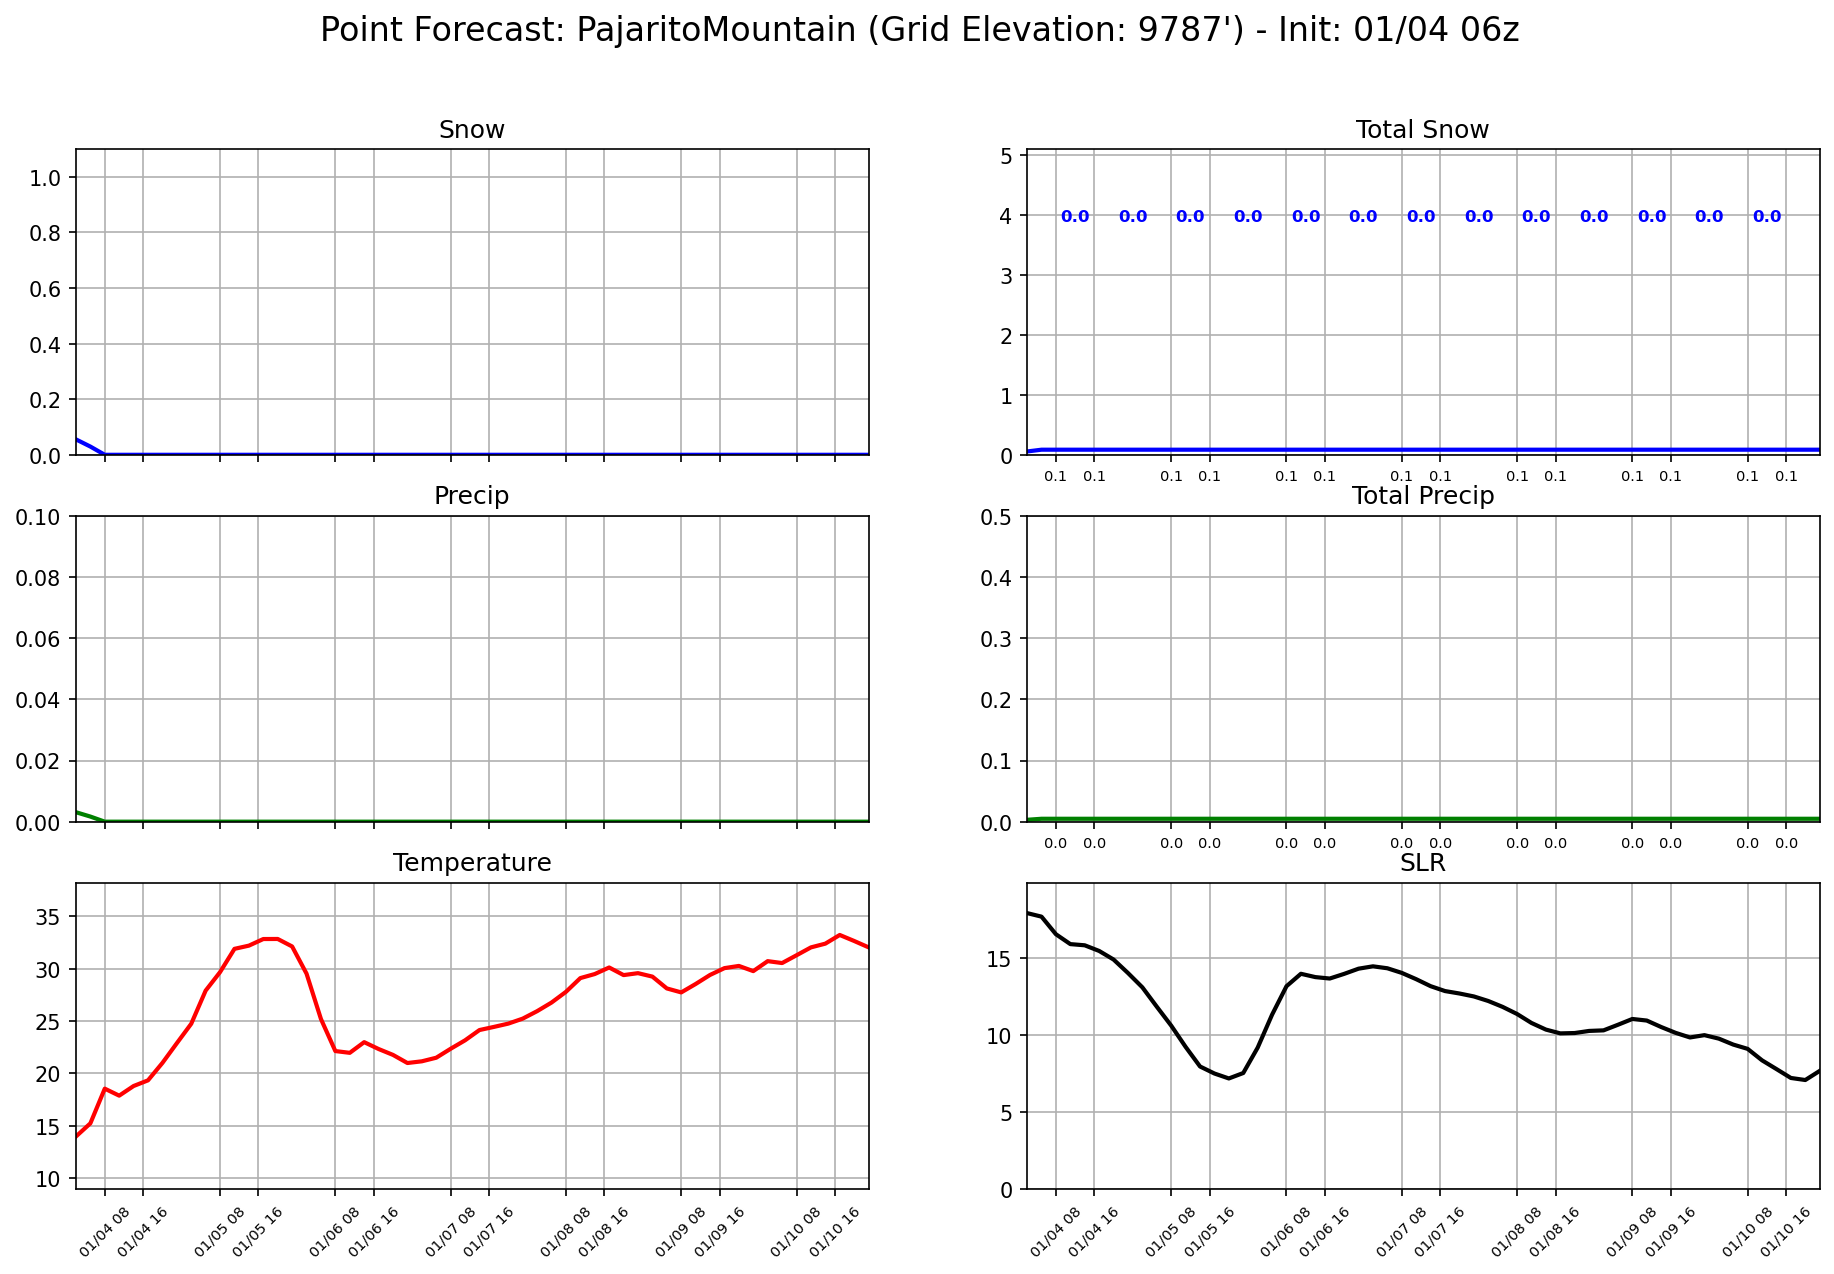 Point Forecast: PajaritoMountain (Grid Elevation: 9787') - Init: 01/04 06z
Snow
1.0
0.8
0.6
0.4
0.2
0.0
Total Snow
5
4
3
2
1
0
0.0 0.0 0.0 0.0 0.0 0.0 0.0 0.0 0.0 0.0 0.0 0.0 0.0
0.1 0.1 0.1 0.1 0.1 0.1 0.1 0.1 0.1 0.1 0.1 0.1 0.1 0.1
Precip
0.10
0.08
0.06
0.04
0.02
0.00
Total Precip
0.5
0.4
0.3
0.2
0.1
0.0
0.0 0.0 0.0 0.0 0.0 0.0 0.0 0.0 0.0 0.0 0.0 0.0 0.0 0.0
Temperature
35
30
25
20
15
10
01/04 08 01/04 16 01/05 08 01/05 16 01/06 08 01/06 16 01/07 08 01/07 16 01/08 08 01/08 16 01/09 08 01/09 16 01/10 08 01/10 16
SLR
15
10
5
0
01/04 08 01/04 16 01/05 08 01/05 16 01/06 08 01/06 16 01/07 08 01/07 16 01/08 08 01/08 16 01/09 08 01/09 16 01/10 08 01/10 16